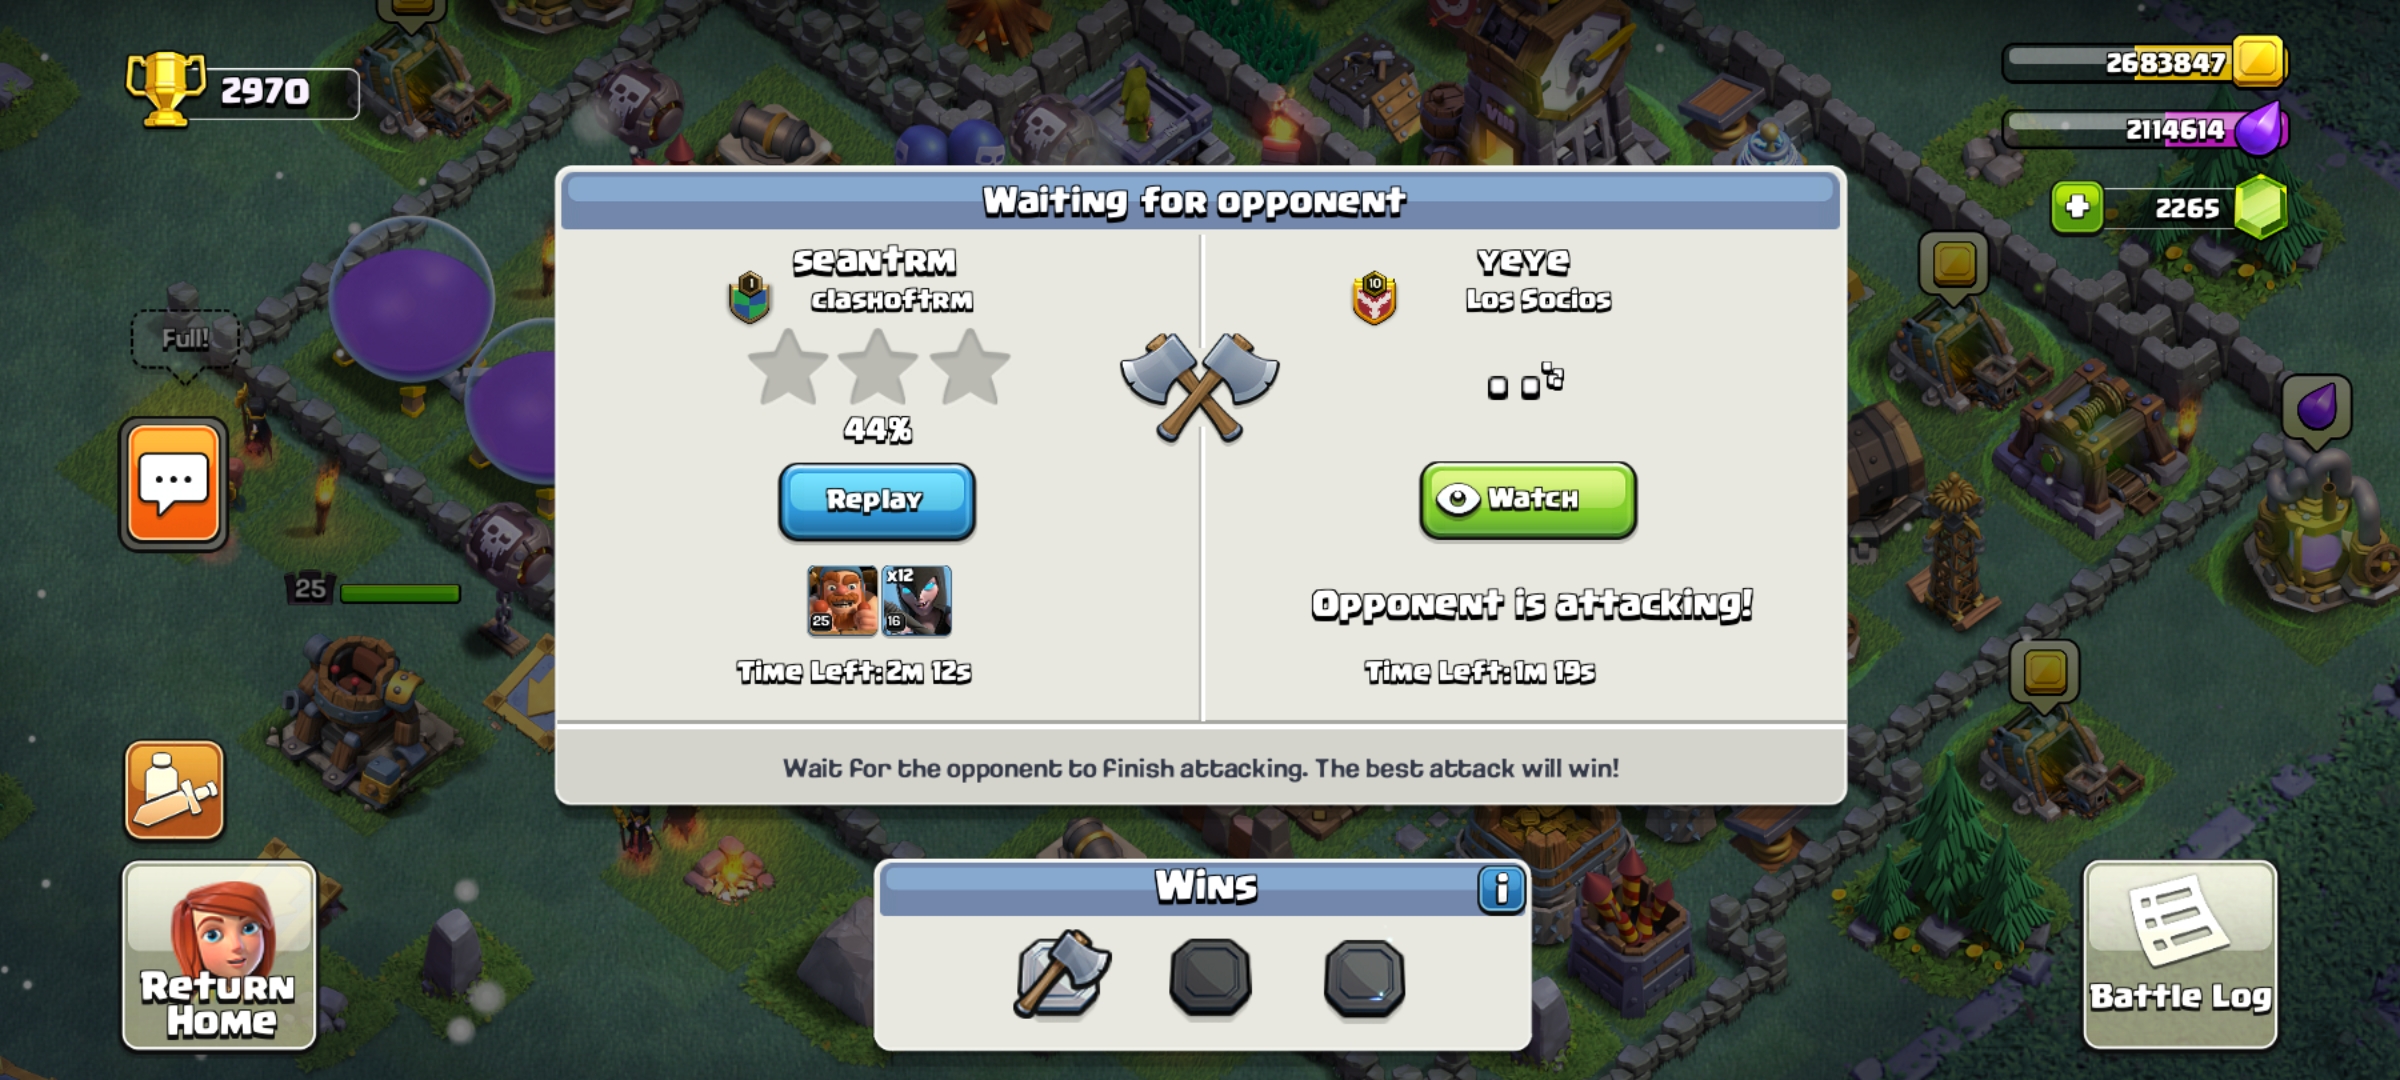 2970
2683847
2114614
2265
Full!
25
Waiting for opponent
seantrm
clashoftrm
1
44%
Replay
x12
25
16
Time Left: 2m 12s
yeye
Los Socios
10
Watch
Opponent is attacking!
Time Left: 1m 19s
Wait for the opponent to finish attacking. The best attack will win!
Wins
i
Return
Home
Battle Log